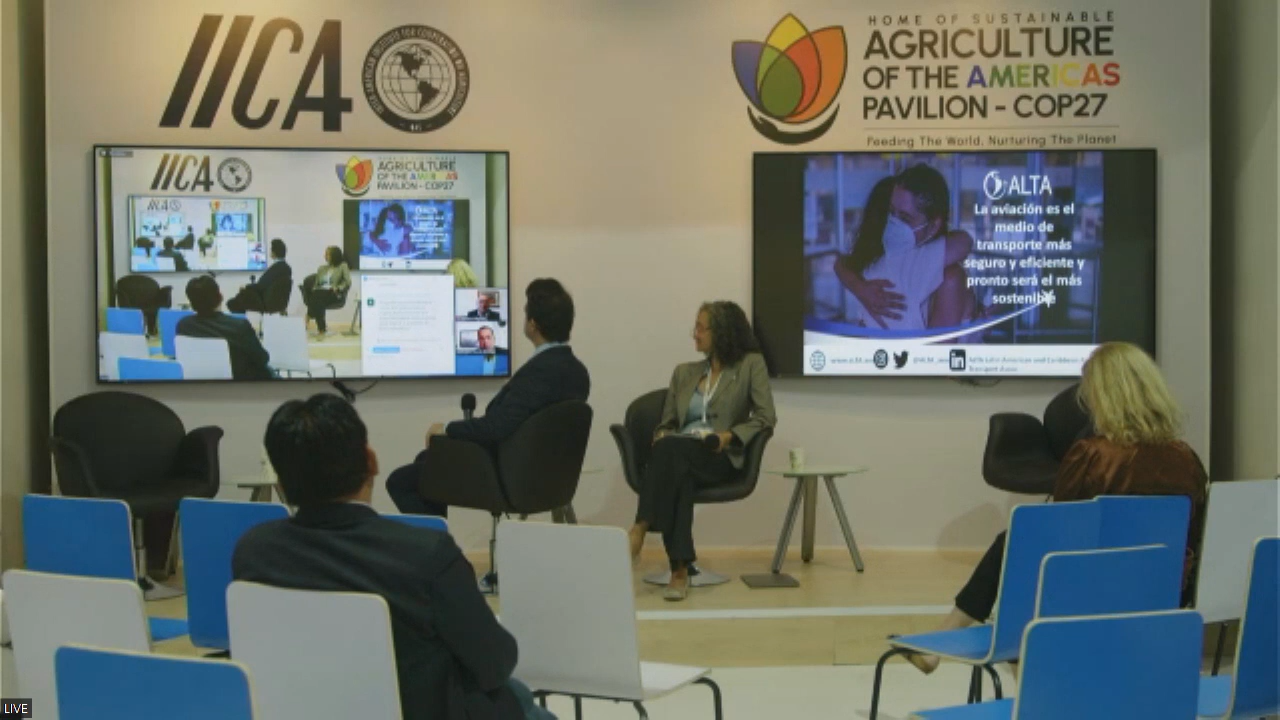 IICA
HOME OF SUSTAINABLE
AGRICULTURE
OF THE AMERICAS
PAVILION - COP27
Feeding The World, Nurturing The Planet
IICA
AGRICULTURE
OF THE AMERICAS
PAVILION - COP27
ALTA
ALTA
La aviación es el
medio de
transporte más
seguro y eficiente y
pronto será el más
sostenible
in
LIVE